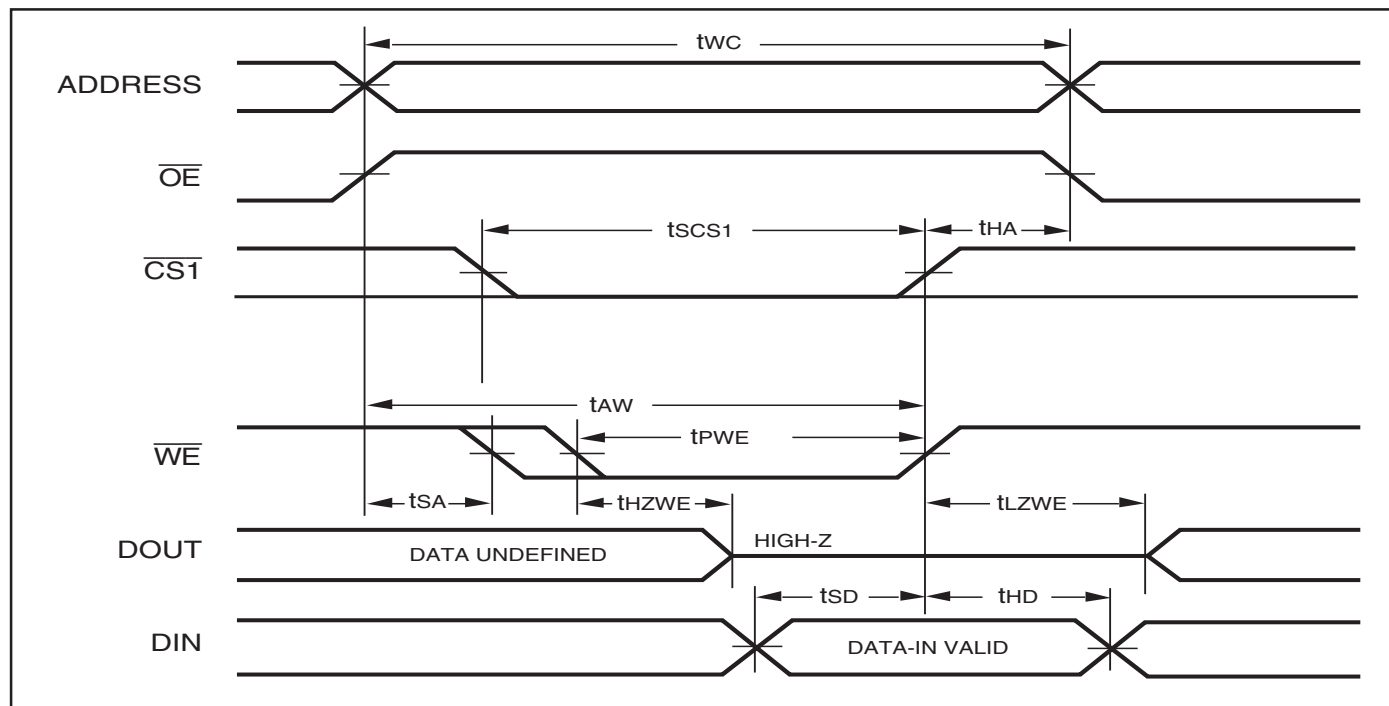 tWC
ADDRESS
OE
tSCS1
tHA
CS1
tAW
tPWE
WE
tSA
tHZWE
tLZWE
DOUT
DATA UNDEFINED
HIGH-Z
tSD
tHD
DIN
DATA-IN VALID